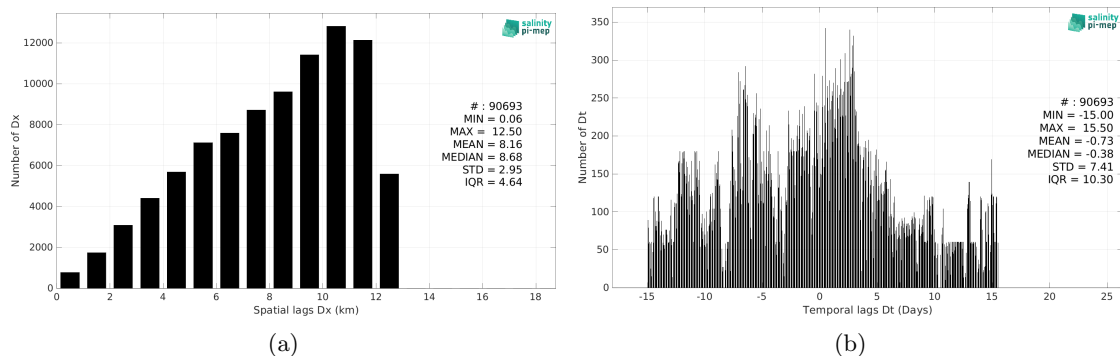 salinity
pi-mep
Number of Dx
12000
10000
8000
6000
4000
2000
0
# : 90693
MIN = 0.06
MAX = 12.50
MEAN = 8.16
MEDIAN = 8.68
STD = 2.95
IQR = 4.64
0 2 4 6 8 10 12 14 16 18
Spatial lags Dx (km)
(a)
salinity
pi-mep
Number of Dt
350
300
250
200
150
100
50
0
# : 90693
MIN = -15.00
MAX = 15.50
MEAN = -0.73
MEDIAN = -0.38
STD = 7.41
IQR = 10.30
-15 -10 -5 0 5 10 15 20 25
Temporal lags Dt (Days)
(b)